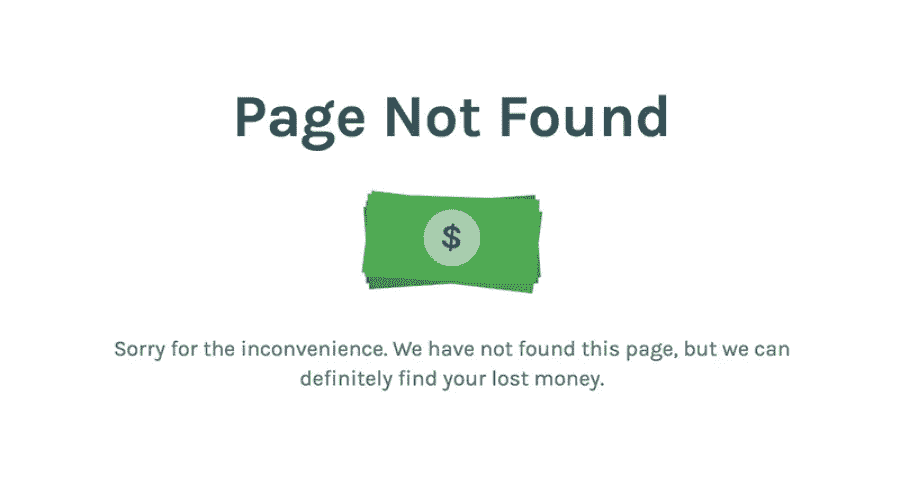 Page Not Found
$
Sorry for the inconvenience. We have not found this page, but we can
definitely find your lost money.